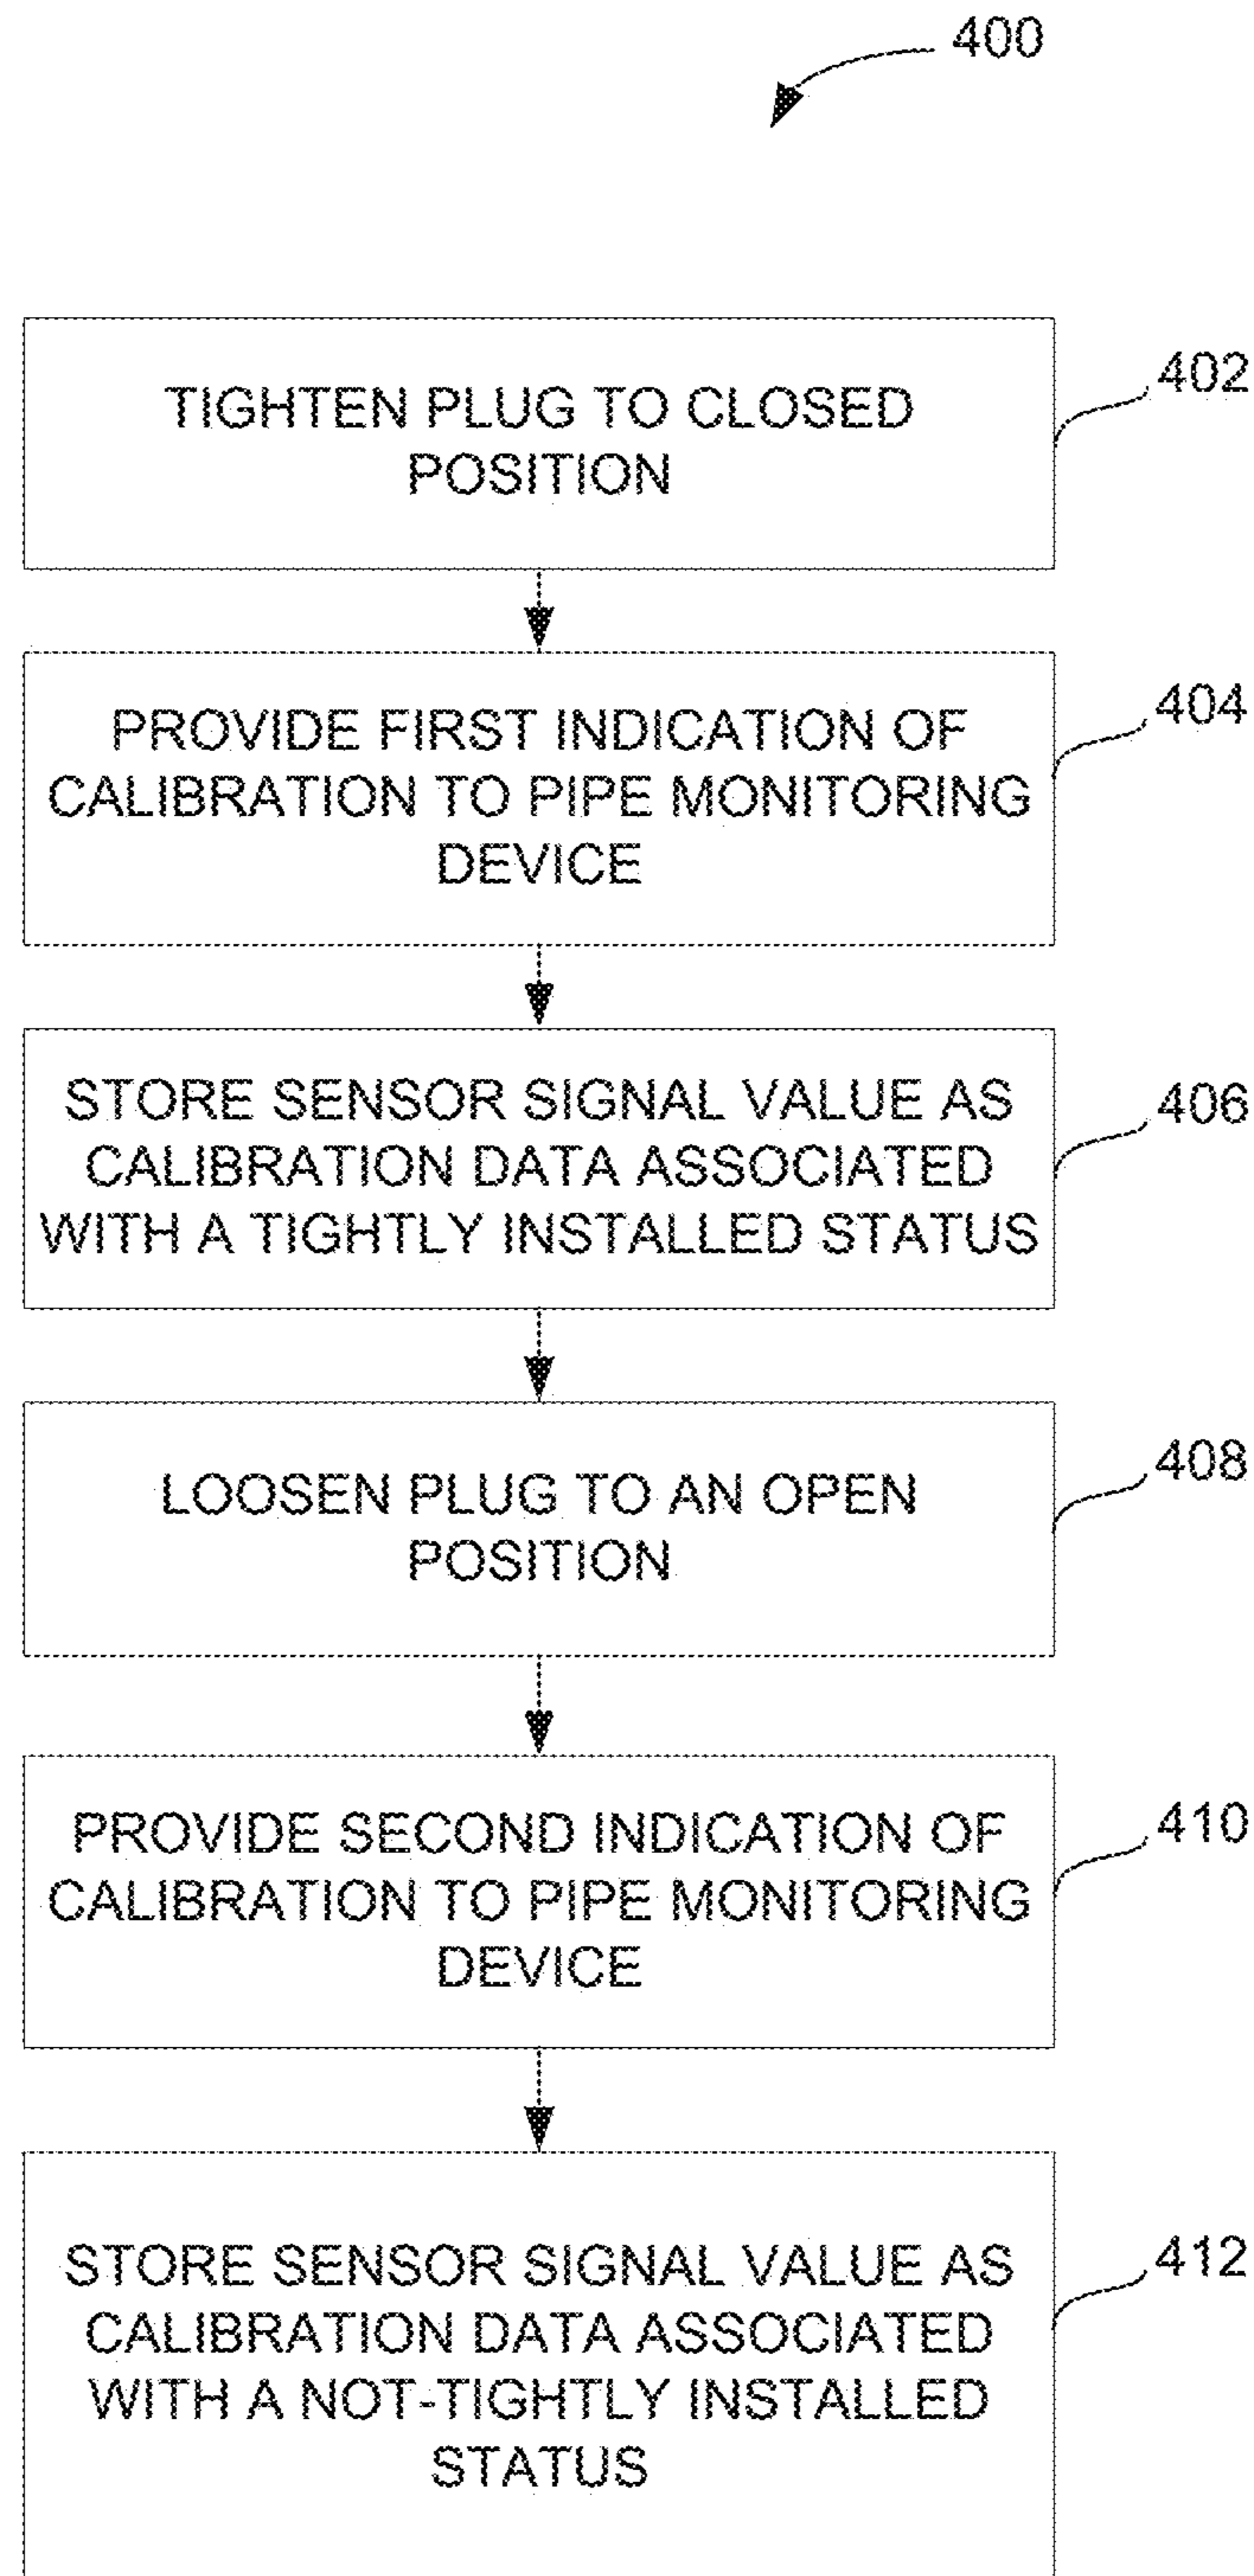 400
TIGHTEN PLUG TO CLOSED
POSITION
402
PROVIDE FIRST INDICATION OF
CALIBRATION TO PIPE MONITORING
DEVICE
404
STORE SENSOR SIGNAL VALUE AS
CALIBRATION DATA ASSOCIATED
WITH A TIGHTLY INSTALLED STATUS
406
LOOSEN PLUG TO AN OPEN
POSITION
408
PROVIDE SECOND INDICATION OF
CALIBRATION TO PIPE MONITORING
DEVICE
410
STORE SENSOR SIGNAL VALUE AS
CALIBRATION DATA ASSOCIATED
WITH A NOT-TIGHTLY INSTALLED
STATUS
412